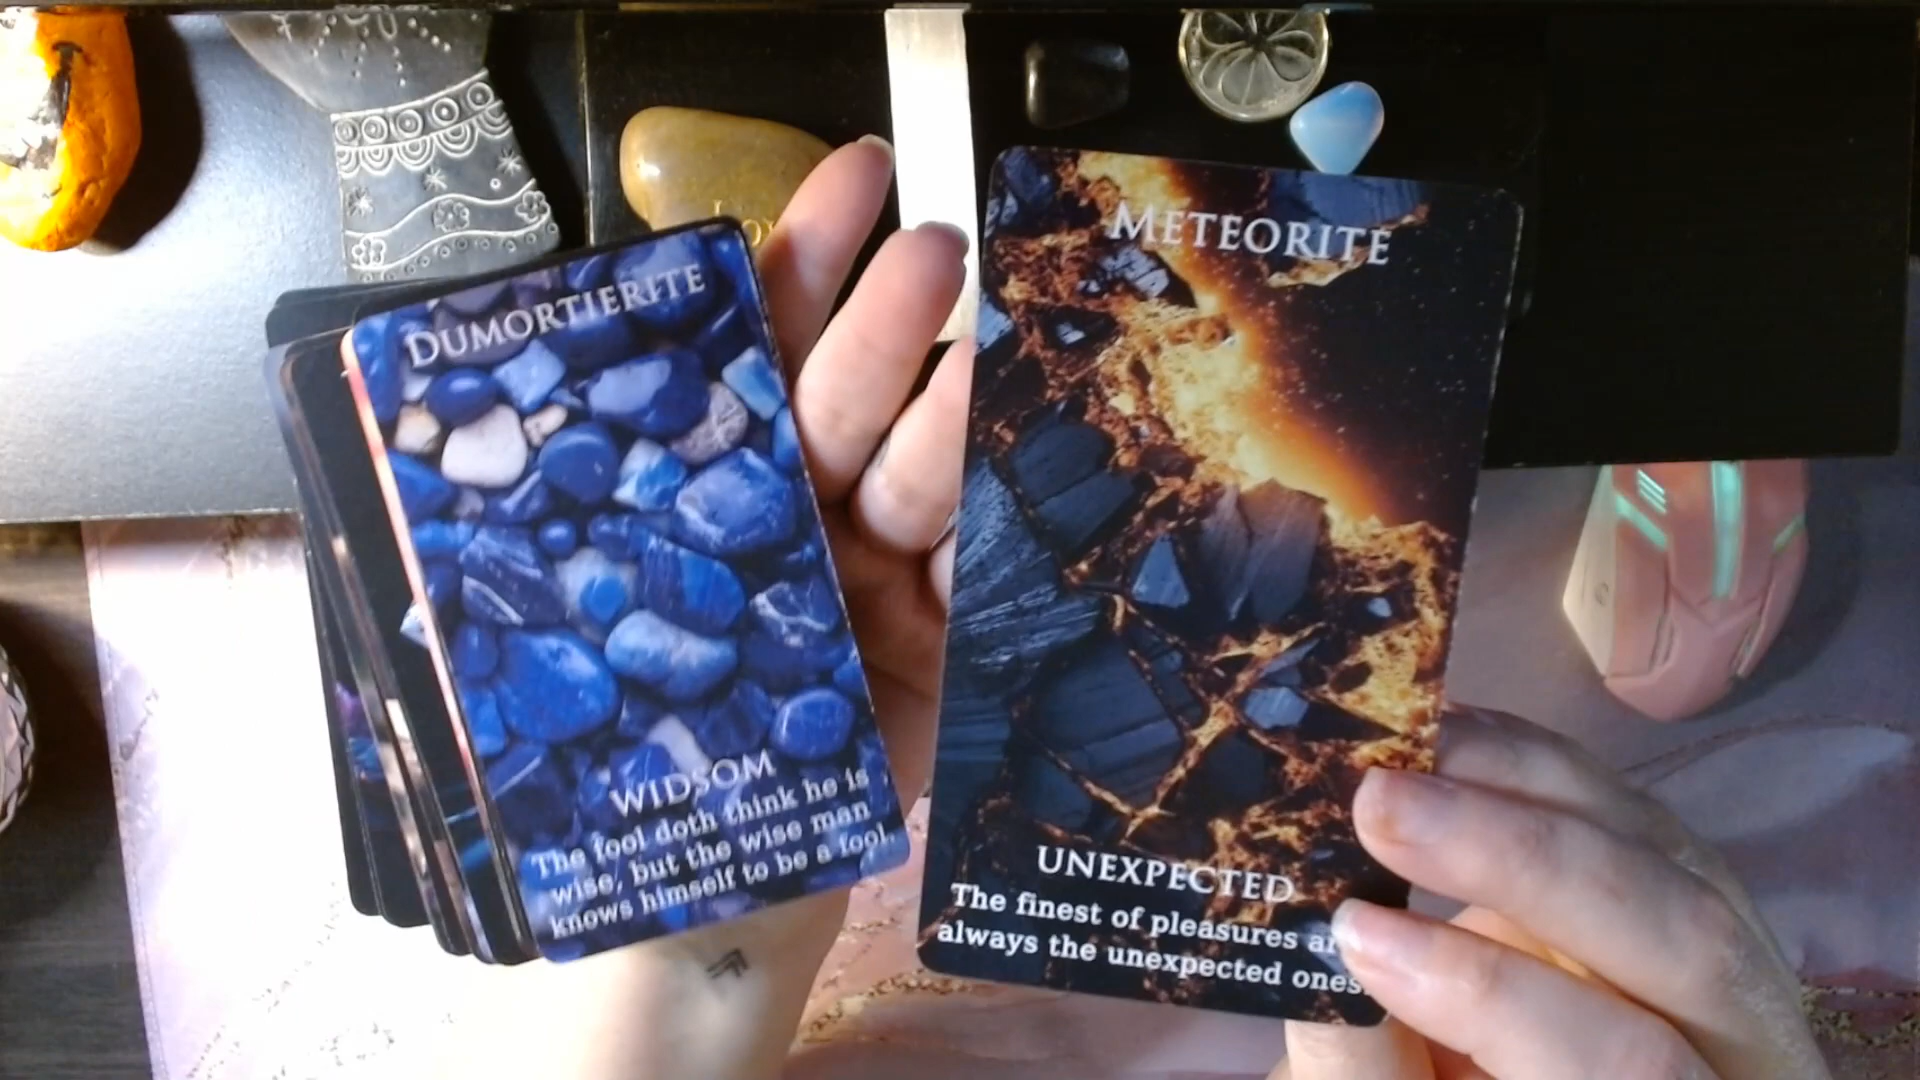 DUMORTIERITE
WIDSOM
The fool doth think he is
wise, but the wise man
knows himself to be a fool.
METEORITE
UNEXPECTED
The finest of pleasures
always the unexpected ones.